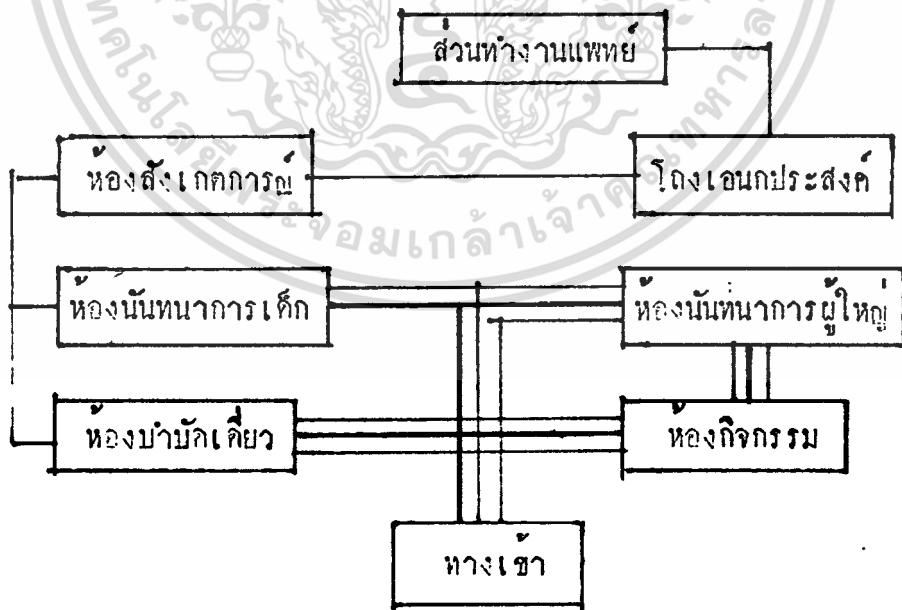 ส่วนทำงานแพทย์
ห้องสังเกตการณ์
โถงเอนกประสงค์
ห้องนันทนาการเด็ก
ห้องนันทนาการผู้ใหญ่
ห้องบำบัดเดี่ยว
ห้องกิจกรรม
ทางเข้า